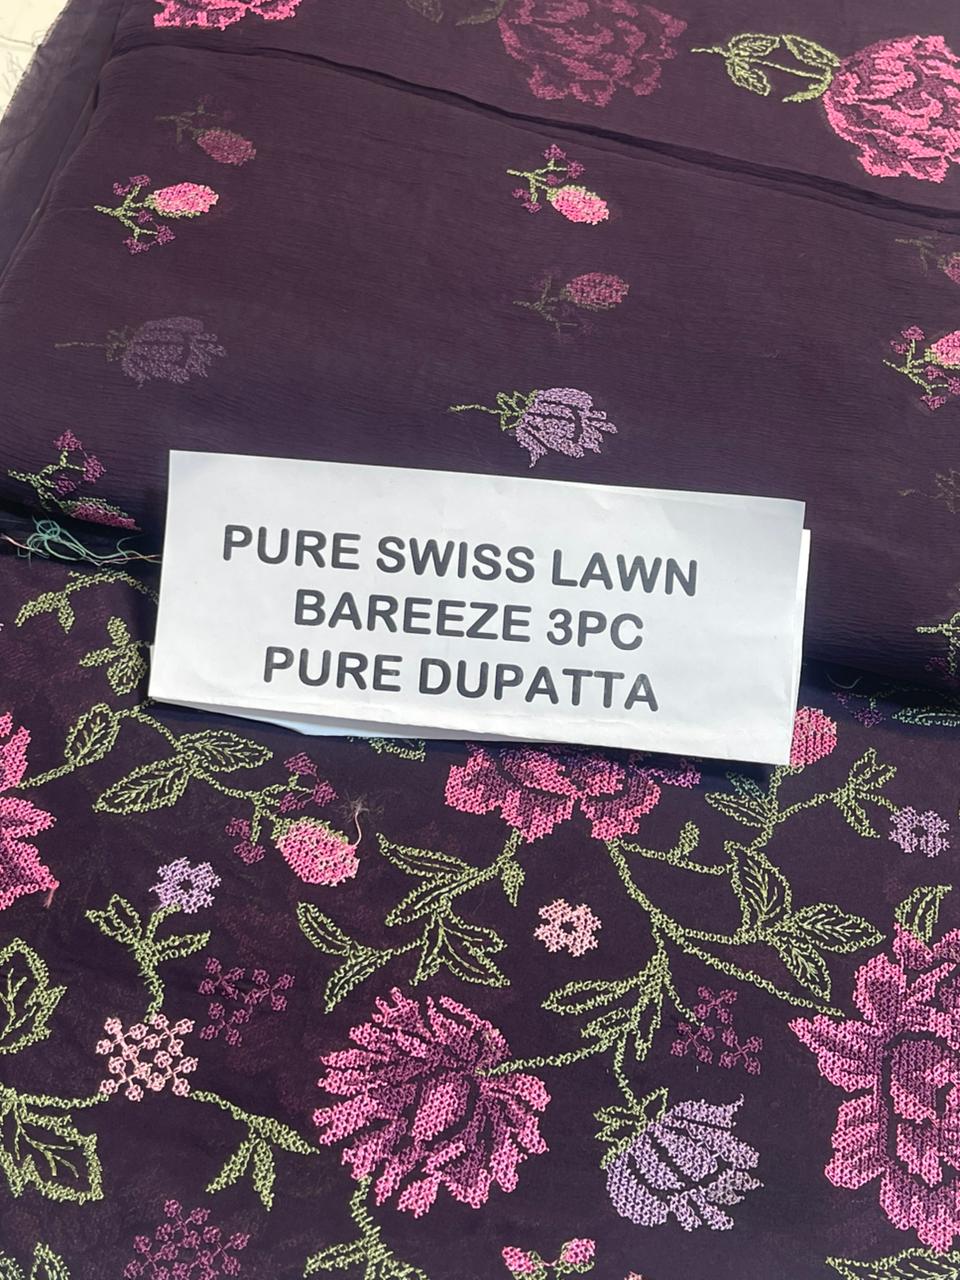 PURE SWISS LAWN
BAREEZE 3PC
PURE DUPATTA